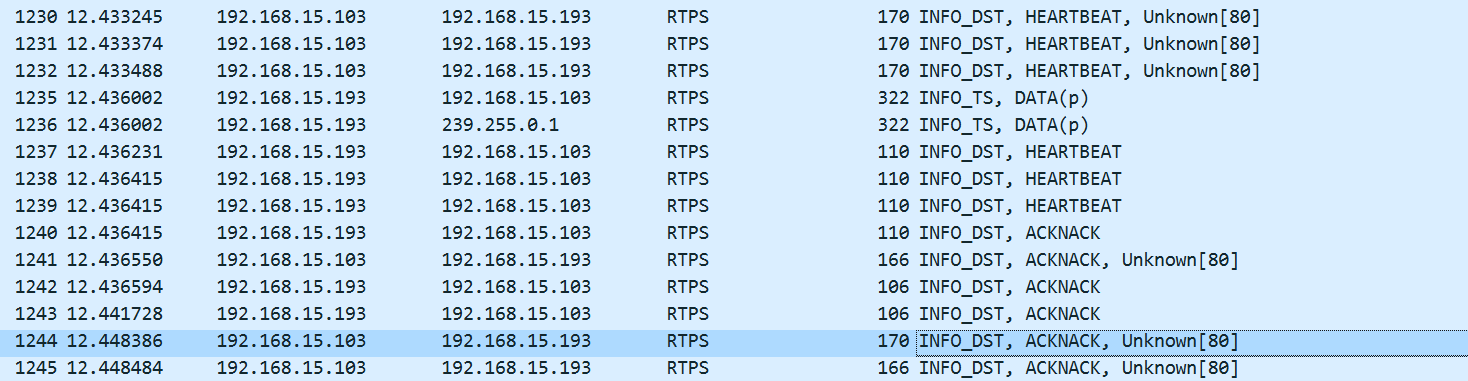 1230 12.433245 192.168.15.103 192.168.15.193 RTPS 170 INFO_DST, HEARTBEAT, Unknown[80]
1231 12.433374 192.168.15.103 192.168.15.193 RTPS 170 INFO_DST, HEARTBEAT, Unknown[80]
1232 12.433488 192.168.15.103 192.168.15.193 RTPS 170 INFO_DST, HEARTBEAT, Unknown[80]
1235 12.436002 192.168.15.193 192.168.15.103 RTPS 322 INFO_TS, DATA(p)
1236 12.436002 192.168.15.193 239.255.0.1 RTPS 322 INFO_TS, DATA(p)
1237 12.436231 192.168.15.193 192.168.15.103 RTPS 110 INFO_DST, HEARTBEAT
1238 12.436415 192.168.15.193 192.168.15.103 RTPS 110 INFO_DST, HEARTBEAT
1239 12.436415 192.168.15.193 192.168.15.103 RTPS 110 INFO_DST, HEARTBEAT
1240 12.436415 192.168.15.193 192.168.15.103 RTPS 110 INFO_DST, ACKNACK
1241 12.436550 192.168.15.103 192.168.15.193 RTPS 166 INFO_DST, ACKNACK, Unknown[80]
1242 12.436594 192.168.15.103 192.168.15.193 RTPS 106 INFO_DST, ACKNACK
1243 12.441728 192.168.15.103 192.168.15.193 RTPS 106 INFO_DST, ACKNACK
1244 12.448386 192.168.15.103 192.168.15.193 RTPS 170 INFO_DST, ACKNACK, Unknown[80]
1245 12.448484 192.168.15.103 192.168.15.193 RTPS 166 INFO_DST, ACKNACK, Unknown[80]